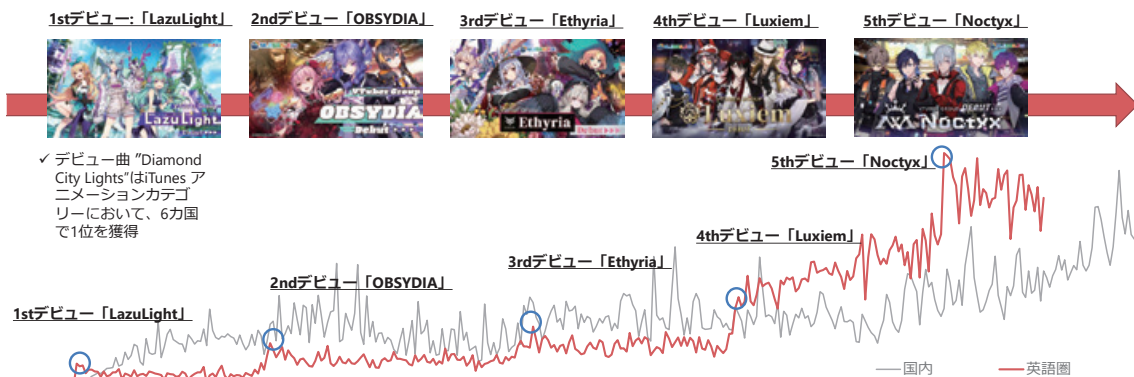 1stデビュー:「LazuLight」
2ndデビュー「OBSYDIA」
3rdデビュー「Ethyria」
4thデビュー「Luxiem」
5thデビュー「Noctyx」
LazuLight
VTuber Group
OBSYDIA
Debut
Ethyria
Debut
Luxiem
DEBUT
Noctyx
✓ デビュー曲 ”Diamond
City Lights”はiTunes ア
ニメーションカテゴ
リーにおいて、6カ国
で1位を獲得
5thデビュー「Noctyx」
4thデビュー「Luxiem」
3rdデビュー「Ethyria」
2ndデビュー「OBSYDIA」
1stデビュー「LazuLight」
国内
英語圏